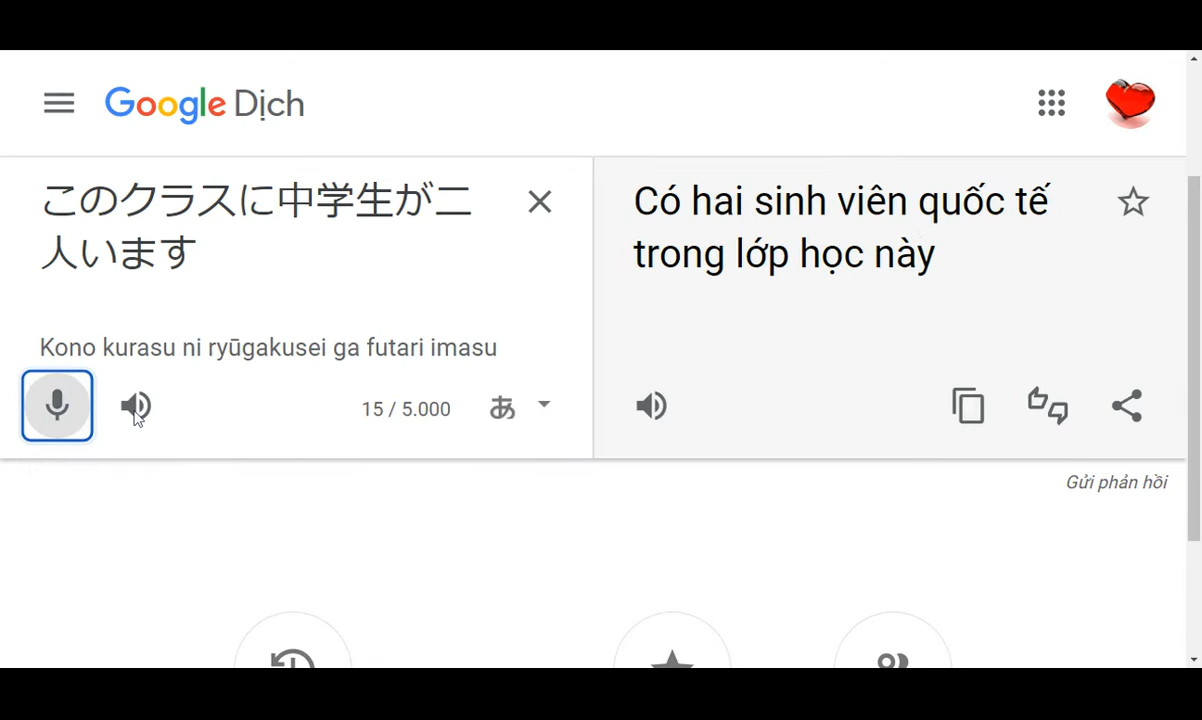 Google Dịch
このクラスに中学生が二
人います
Kono kurasu ni ryūgakusei ga futari imasu
15 / 5.000
あ
Có hai sinh viên quốc tế
trong lớp học này
Gửi phản hồi